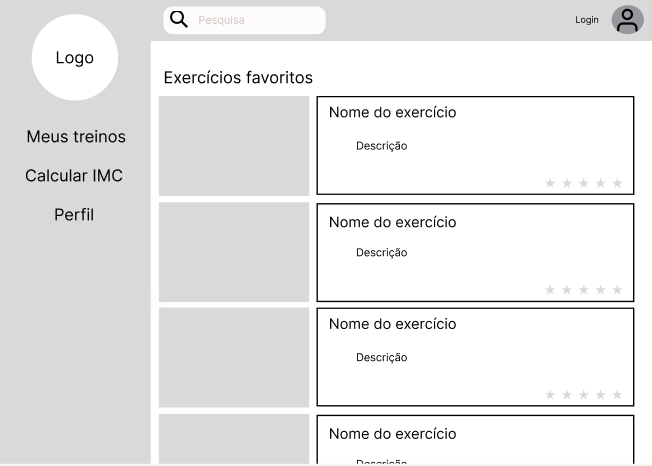 Pesquisa
Login
Logo
Meus treinos
Calcular IMC
Perfil
Exercícios favoritos
Nome do exercício
Descrição
Nome do exercício
Descrição
Nome do exercício
Descrição
Nome do exercício
Descrição